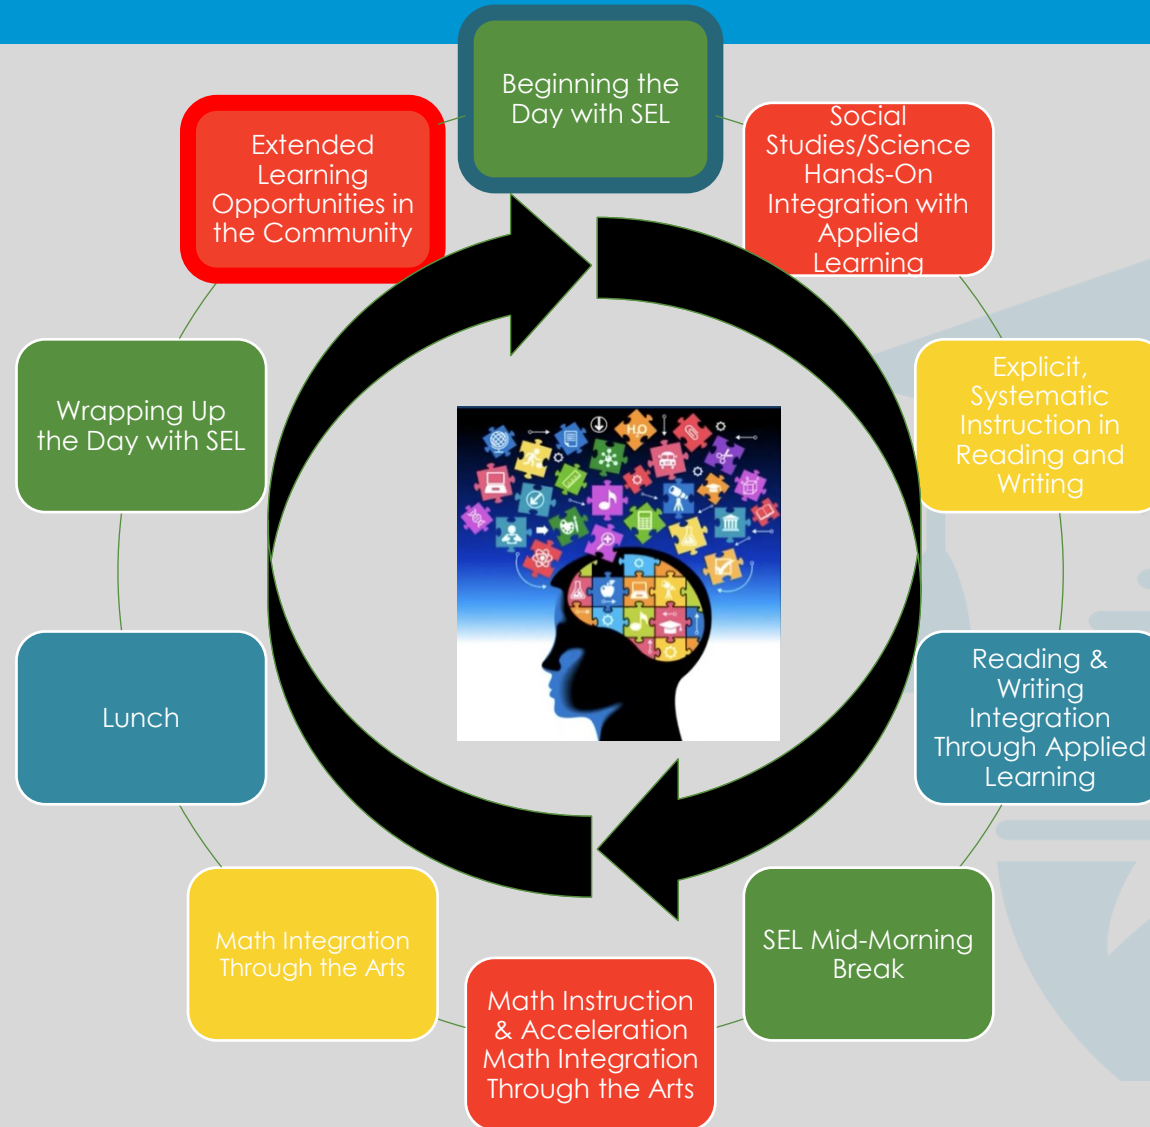 Beginning the
Day with SEL
Social
Studies/Science
Hands-On
Integration with
Applied
Learning
Explicit,
Systematic
Instruction in
Reading and
Writing
Reading &
Writing
Integration
Through Applied
Learning
SEL Mid-Morning
Break
Math Instruction
& Acceleration
Math Integration
Through the Arts
Math Integration
Through the Arts
Lunch
Wrapping Up
the Day with SEL
Extended
Learning
Opportunities in
the Community
H₂O